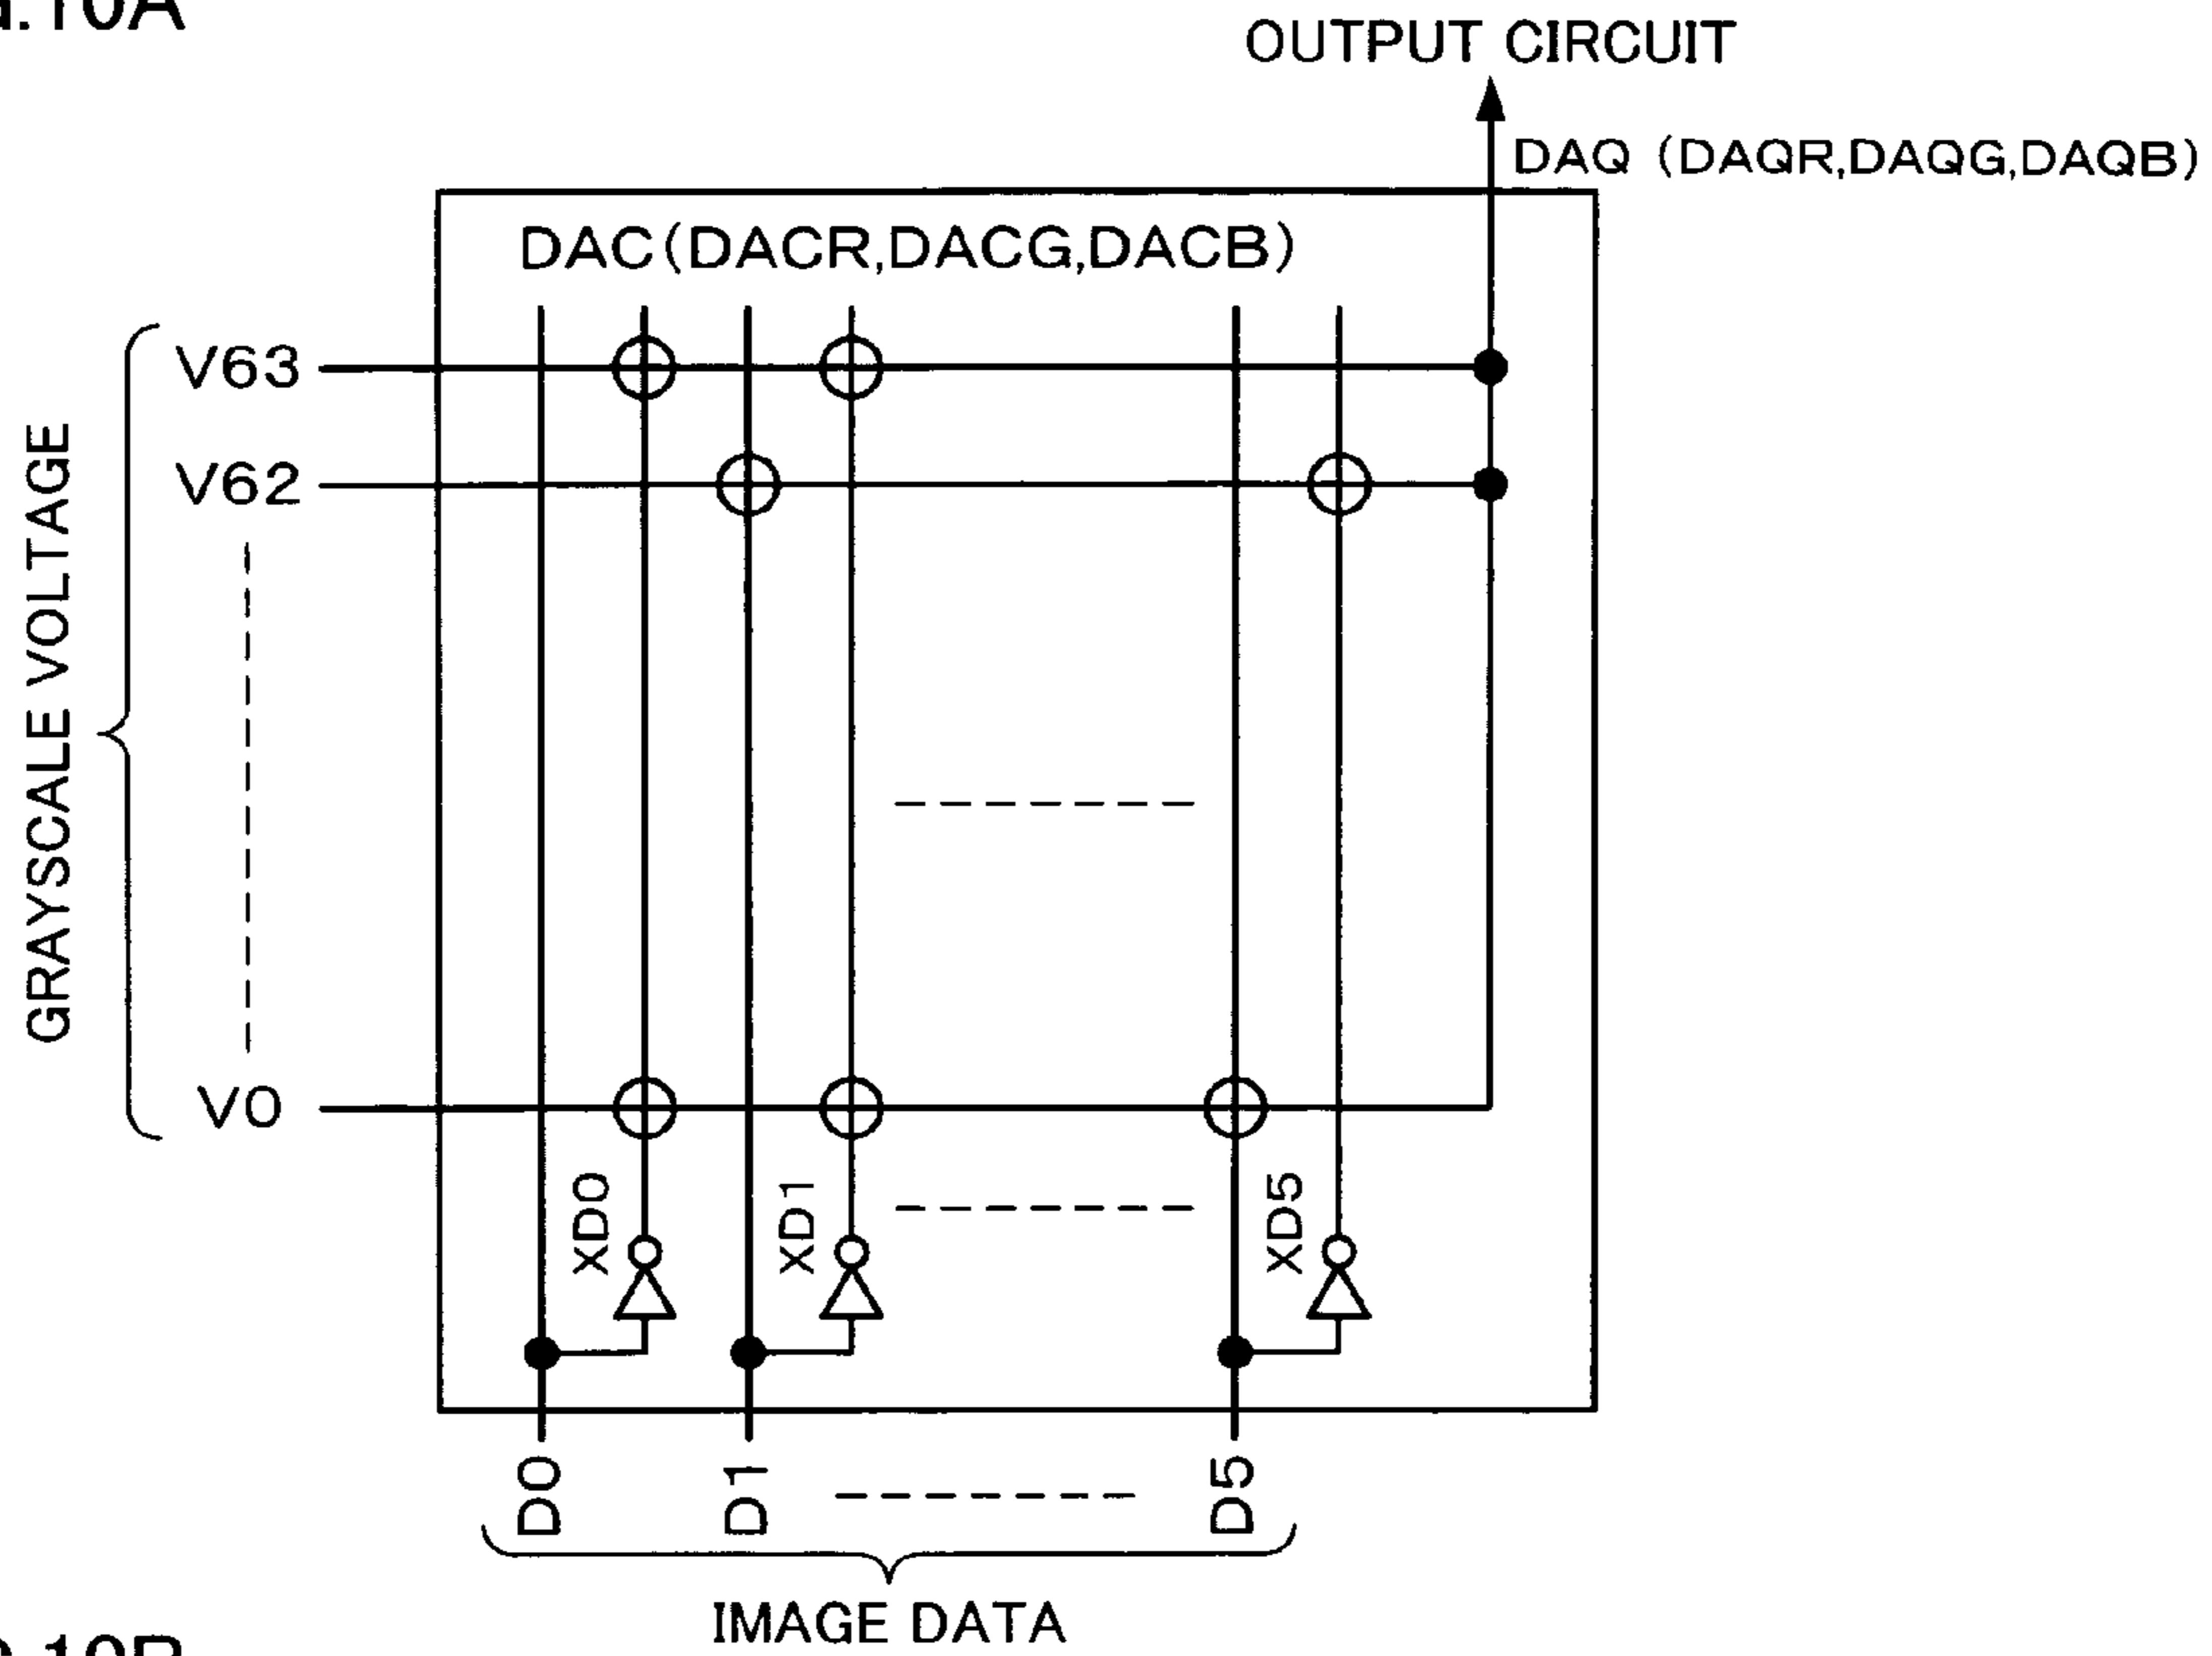 OUTPUT CIRCUIT
DAQ (DAQR,DAQG,DAQB)
DAC(DACR,DACG,DACB)
GRAYSCALE VOLTAGE
V63
V62
V0
XD0
XD1
XD5
D0
D1
D5
IMAGE DATA